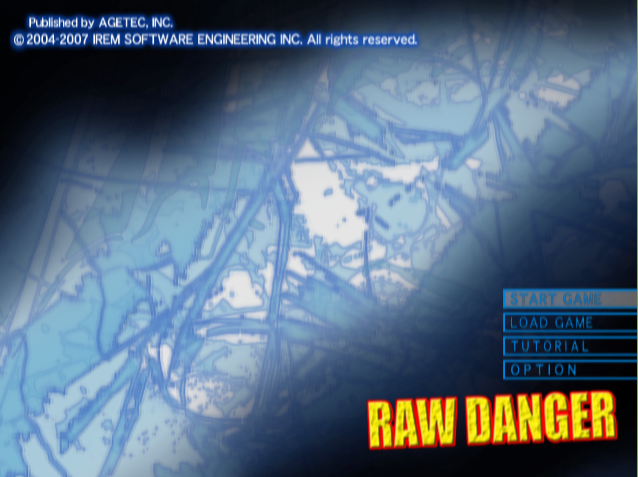 Published by AGETEC, INC.
©2004-2007 IREM SOFTWARE ENGINEERING INC. All rights reserved.
START GAME
LOAD GAME
TUTORIAL
OPTION
RAW DANGER